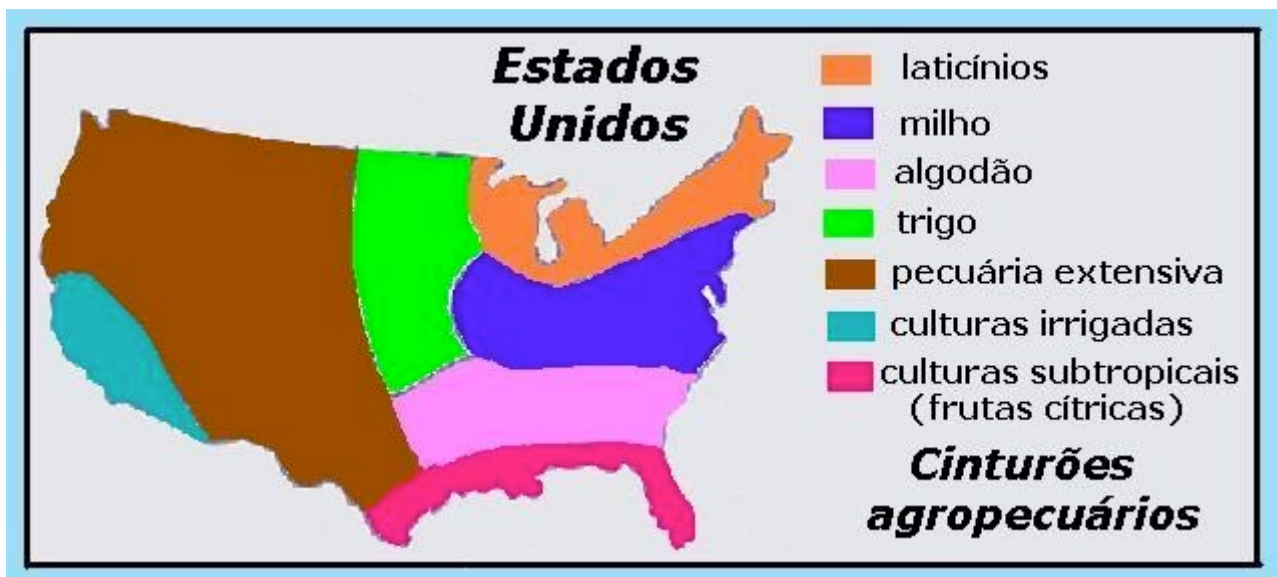 Estados
Unidos
laticínios
milho
algodão
trigo
pecuária extensiva
culturas irrigadas
culturas subtropicais
(frutas cítricas)
Cinturões
agropecuários